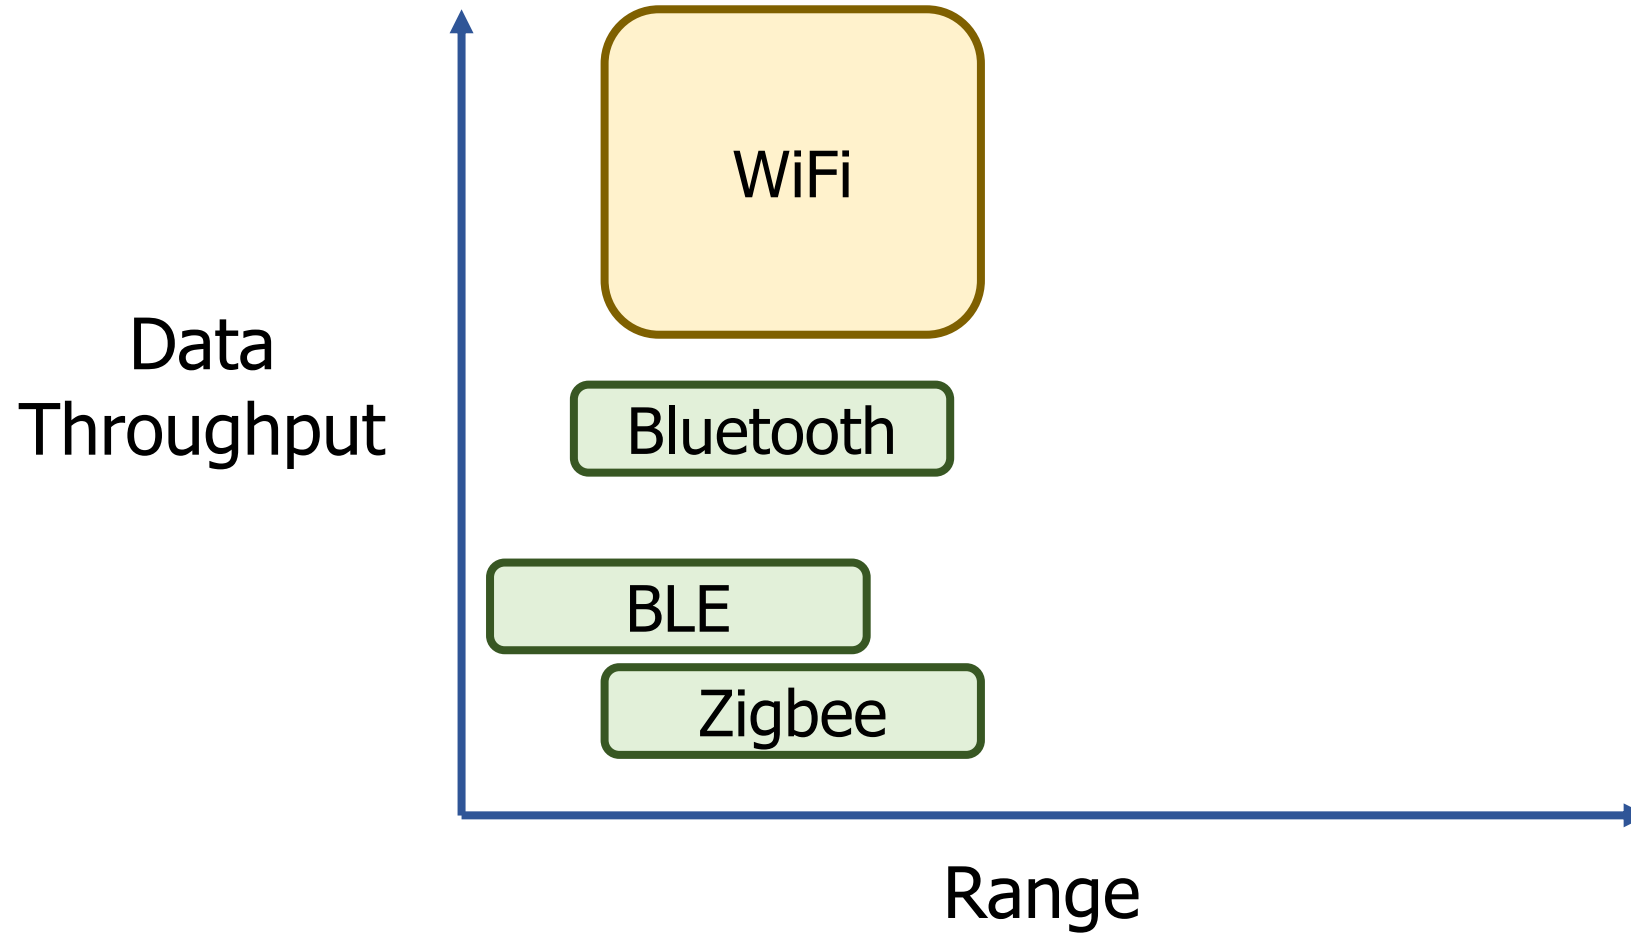 WiFi
Data
Throughput
Bluetooth
BLE
Zigbee
Range